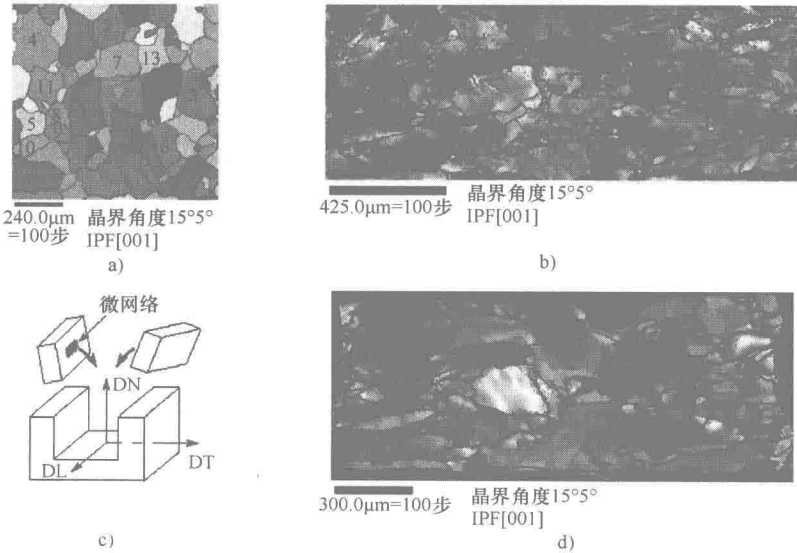 4
7
13
11
5
10
240.0μm
=100步
晶界角度15°5°
IPF[001]
a)
425.0μm=100步
晶界角度15°5°
IPF[001]
b)
微网络
DN
DL
DT
c)
300.0μm=100步
晶界角度15°5°
IPF[001]
d)